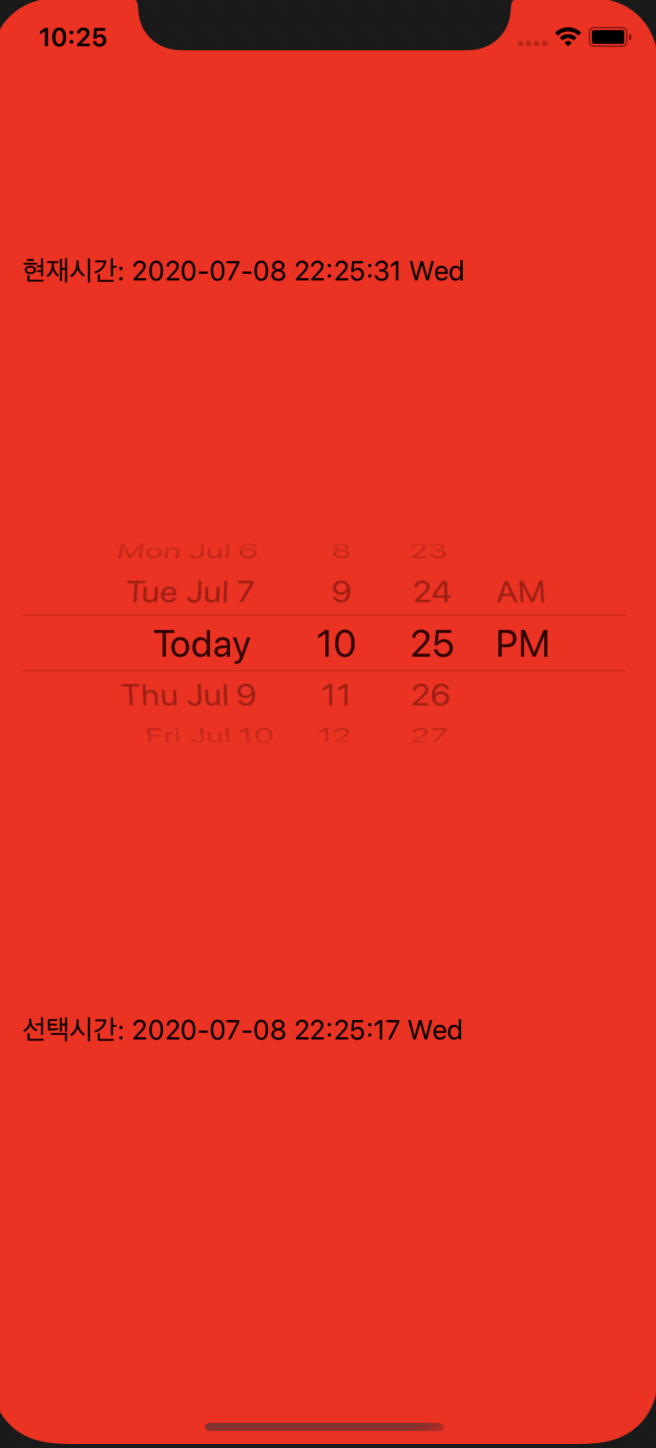 10:25
현재시간: 2020-07-08 22:25:31 Wed
Mon Jul 6 8 23
Tue Jul 7 9 24 AM
Today 10 25 PM
Thu Jul 9 11 26
Fri Jul 10 12 27
선택시간: 2020-07-08 22:25:17 Wed